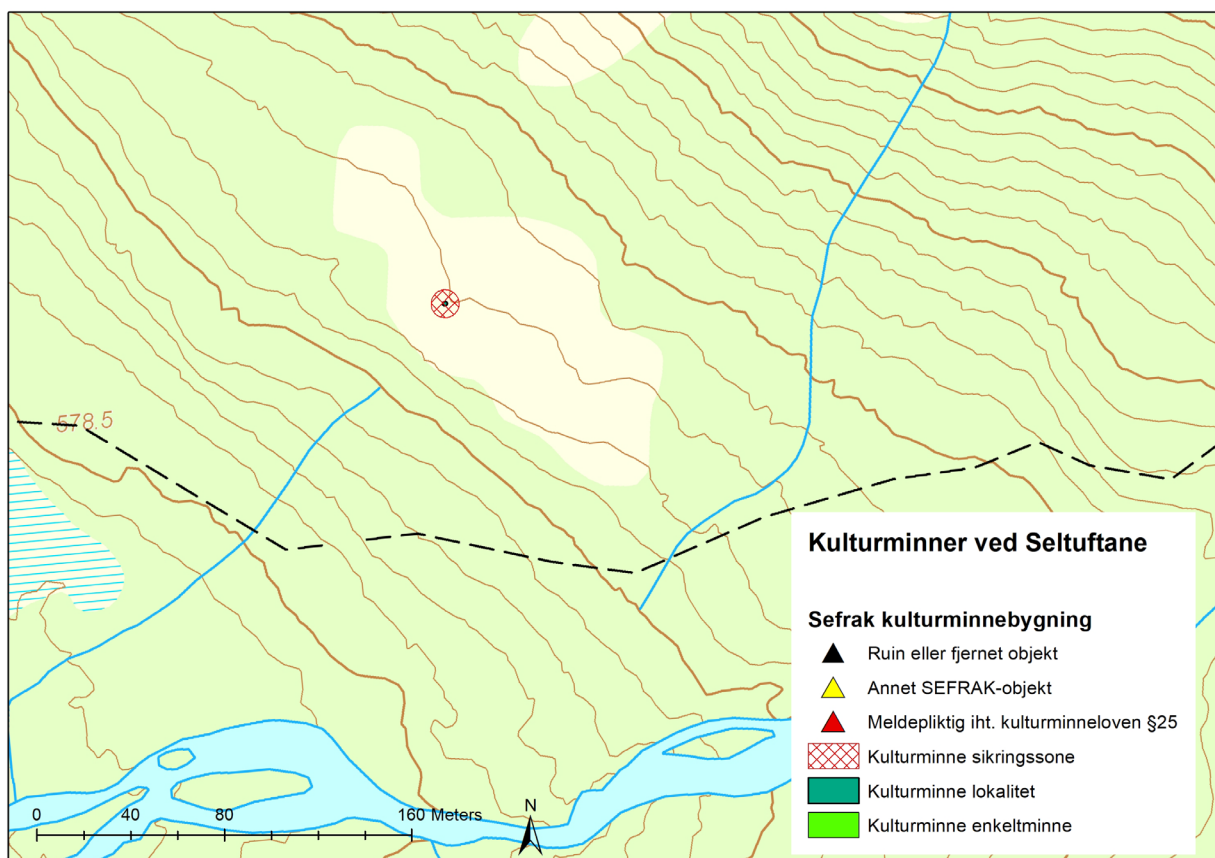 578.5
Kulturminner ved Seltuftane
Sefrak kulturminnebygning
Ruin eller fjernet objekt
Annet SEFRAK-objekt
Meldepliktig iht. kulturminneloven §25
Kulturminne sikringssone
Kulturminne lokalitet
Kulturminne enkeltminne
0 80 160 Meters
N